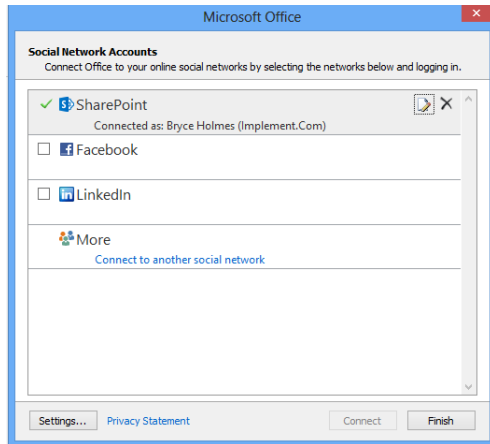 Microsoft Office
Social Network Accounts
Connect Office to your online social networks by selecting the networks below and logging in.
SharePoint
Connected as: Bryce Holmes (Implement.Com)
Facebook
LinkedIn
More
Connect to another social network
Settings... Privacy Statement Connect Finish